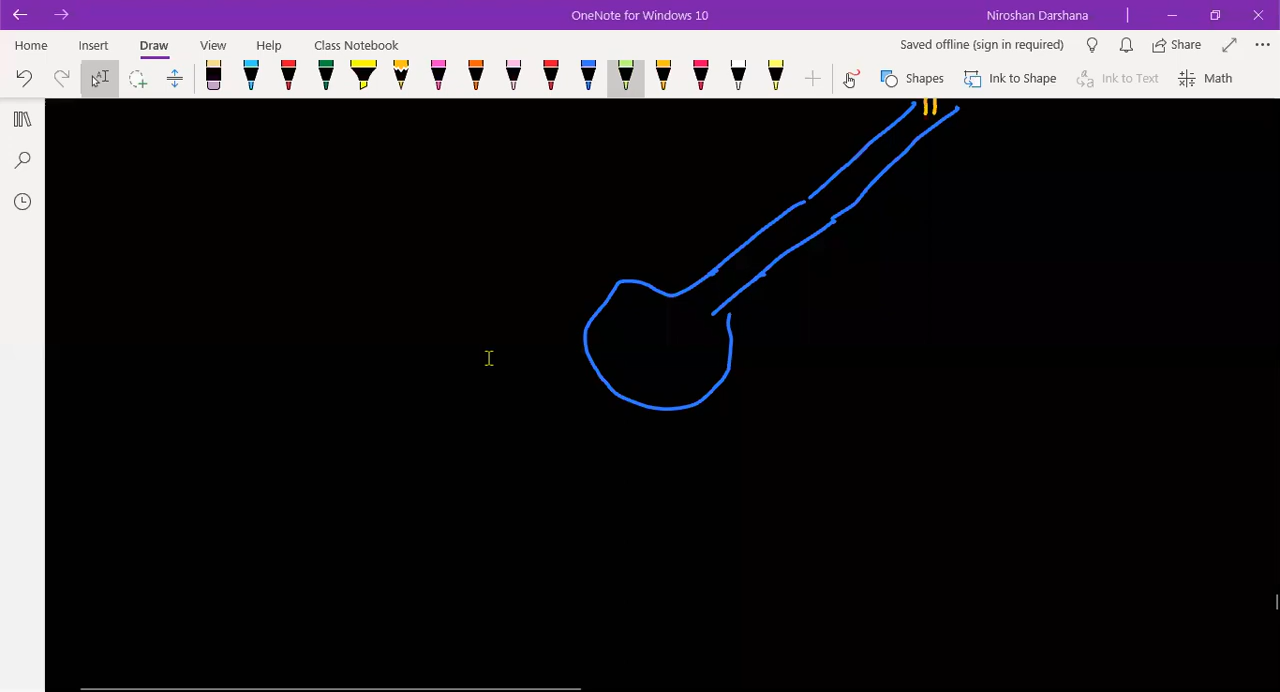 OneNote for Windows 10
Niroshan Darshana
Home Insert Draw View Help Class Notebook
Saved offline (sign in required)
Share
Shapes
Ink to Shape
Ink to Text
Math